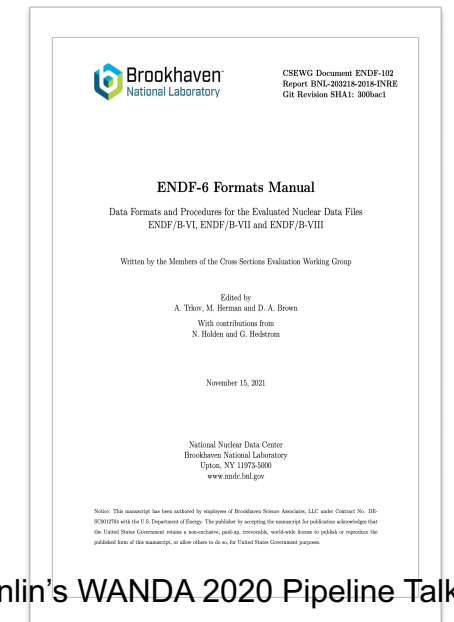 Brookhaven
National Laboratory
CSEWG Document ENDF-102
Report BNL-203218-2018-INRE
Git Revision SHA1: 300bac1
ENDF-6 Formats Manual
Data Formats and Procedures for the Evaluated Nuclear Data Files
ENDF/B-VI, ENDF/B-VII and ENDF/B-VIII
Written by the Members of the Cross Sections Evaluation Working Group
Edited by
A. Trkov, M. Herman and D. A. Brown
With contributions from
N. Holden and G. Hedstrom
November 15, 2021
National Nuclear Data Center
Brookhaven National Laboratory
Upton, NY 11973-5000
www.nndc.bnl.gov
Notice: This manuscript has been authored by employees of Brookhaven Science Associates, LLC under Contract No. DE-
SC0012704 with the U.S. Department of Energy. The publisher by accepting the manuscript for publication acknowledges that
the United States Government retains a non-exclusive, paid-up, irrevocable, world-wide license to publish or reproduce the
published form of this manuscript, or allow others to do so, for United States Government purposes.
nlin's WANDA 2020 Pipeline Talk